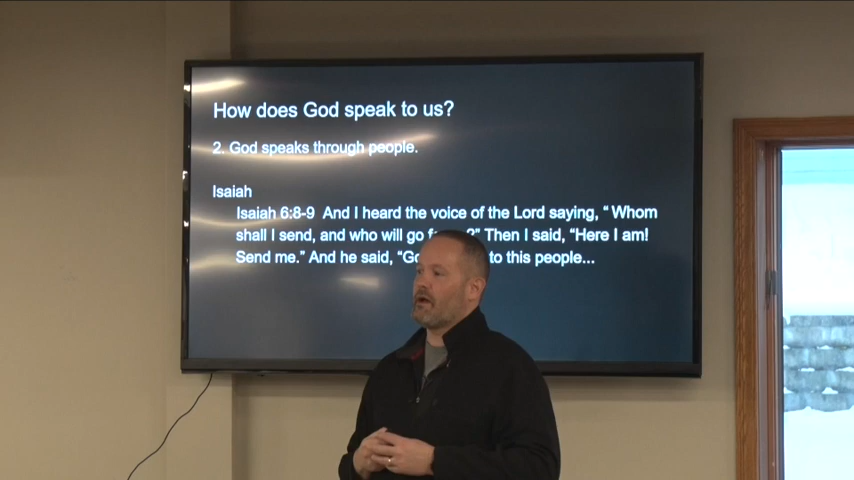 How does God speak to us?
2. God speaks through people.
Isaiah
Isaiah 6:8-9 And I heard the voice of the Lord saying, “ Whom
shall I send, and who will go ?” Then I said, “Here I am!
Send me.” And he said, “Go to this people...